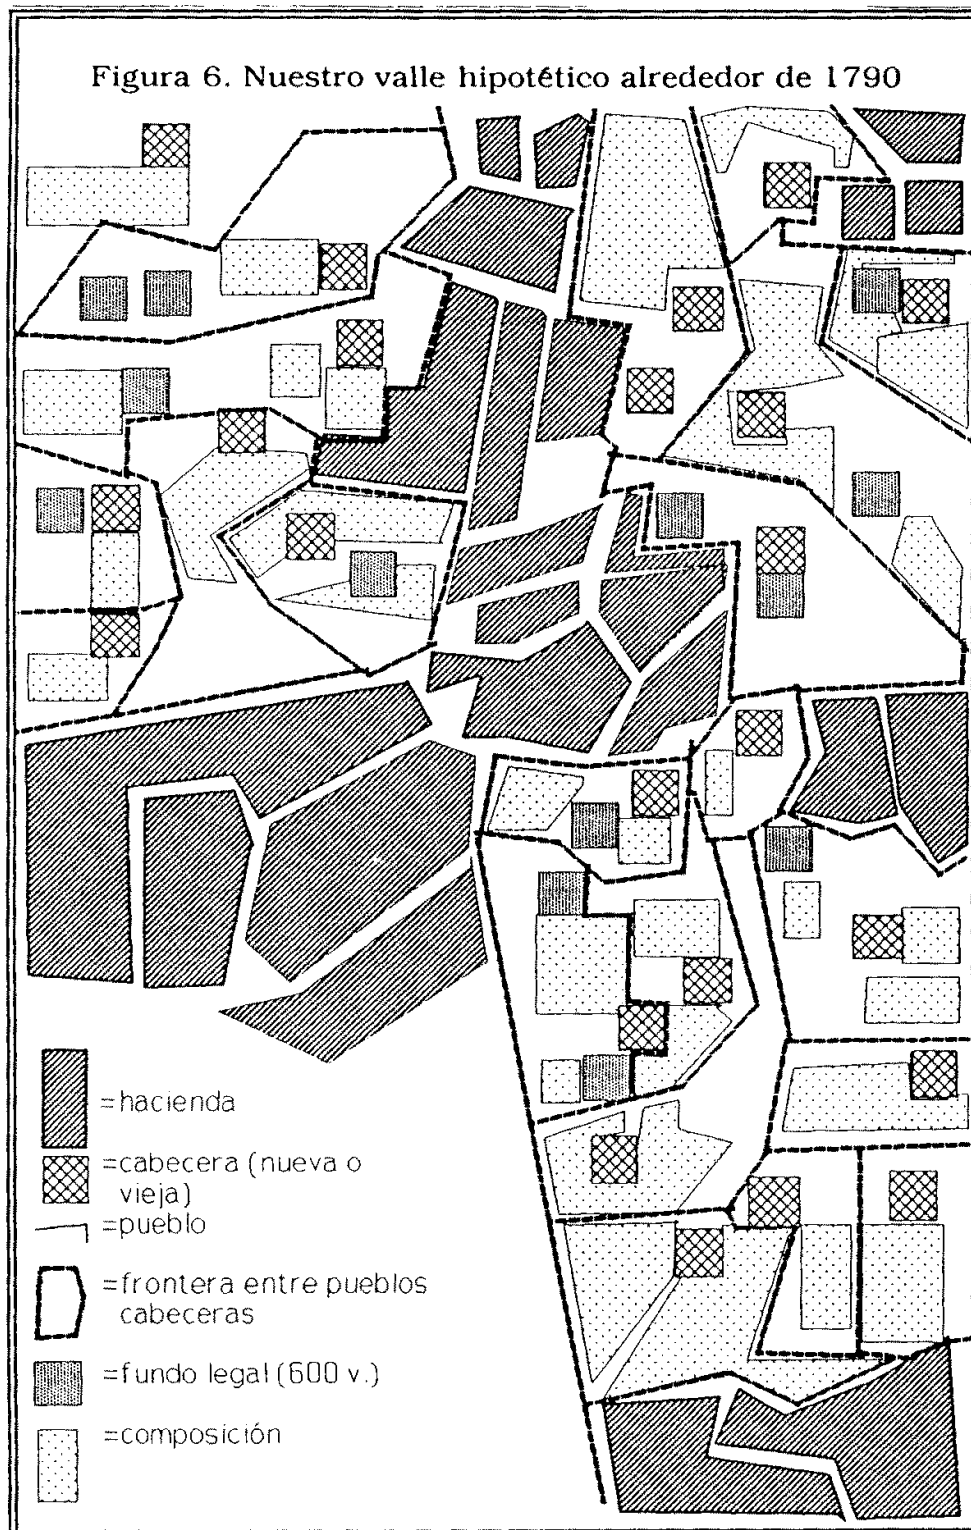 Figura 6. Nuestro valle hipotético alrededor de 1790
=hacienda
=cabecera (nueva o
vieja)
=pueblo
=frontera entre pueblos
cabeceras
=fundo legal (600 v.)
=composición